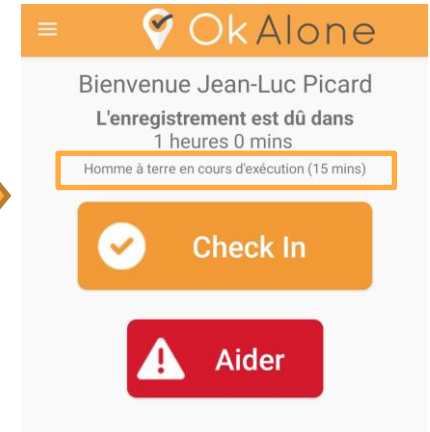 OkAlone
Bienvenue Jean-Luc Picard
L'enregistrement est dû dans
1 heures 0 mins
Homme à terre en cours d'exécution (15 mins)
Check In
Aider